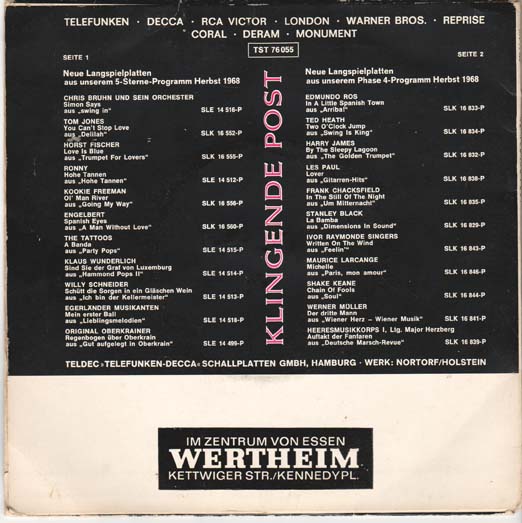 TELEFUNKEN · DECCA · RCA VICTOR · LONDON · WARNER BROS. · REPRISE
CORAL · DERAM · MONUMENT
TST 76 055
SEITE 1
Neue Langspielplatten
aus unserem 5-Sterne-Programm Herbst 1968
CHRIS BRUHN UND SEIN ORCHESTER
Simon Says
aus „swing in” SLE 14 516-P
TOM JONES
You Can't Stop Love
aus „Delilah” SLK 16 552-P
HORST FISCHER
Love Is Blue
aus „Trumpet For Lovers” SLK 16 555-P
RONNY
Hohe Tannen
aus „Hohe Tannen” SLE 14 512-P
KOOKIE FREEMAN
Ol' Man River
aus „Going My Way” SLK 16 556-P
ENGELBERT
Spanish Eyes
aus „A Man Without Love” SLK 16 560-P
THE TATTOOS
A Banda
aus „Party Pops” SLE 14 515-P
KLAUS WUNDERLICH
Sind Sie der Graf von Luxemburg
aus „Hammond Pops II” SLE 14 514-P
WILLY SCHNEIDER
Schütt die Sorgen in ein Gläschen Wein
aus „Ich bin der Kellermeister” SLE 14 513-P
EGERLÄNDER MUSIKANTEN
Mein erster Ball
aus „Lieblingsmelodien” SLE 14 518-P
ORIGINAL OBERKRAINER
Regenbogen über Oberkrain
aus „Gut aufgelegt in Oberkrain” SLE 14 499-P
KLINGENDE POST
SEITE 2
Neue Langspielplatten
aus unserem Phase 4-Programm Herbst 1968
EDMUNDO ROS
In A Little Spanish Town
aus „Arriba!” SLK 16 833-P
TED HEATH
Two O'Clock Jump
aus „Swing Is King” SLK 16 834-P
HARRY JAMES
By The Sleepy Lagoon
aus „The Golden Trumpet” SLK 16 832-P
LES PAUL
Lover
aus „Gitarren-Hits” SLK 16 838-P
FRANK CHACKSFIELD
In The Still Of The Night
aus „Um Mitternacht” SLK 16 835-P
STANLEY BLACK
La Bamba
aus „Dimensions In Sound” SLK 16 829-P
IVOR RAYMONDE SINGERS
Written On The Wind
aus „Feelin'” SLK 16 843-P
MAURICE LARCANGE
Michelle
aus „Paris, mon amour” SLK 16 846-P
SHAKE KEANE
Chain Of Fools
aus „Soul” SLK 16 844-P
WERNER MÜLLER
Der dritte Mann
aus „Wiener Herz – Wiener Musik” SLK 16 841-P
HEERESMUSIKKORPS I, Ltg. Major Herzberg
Auftakt der Fanfaren
aus „Deutsche Marsch-Revue” SLK 16 839-P
TELDEC »TELEFUNKEN-DECCA« SCHALLPLATTEN GMBH, HAMBURG · WERK: NORTORF/HOLSTEIN
IM ZENTRUM VON ESSEN
WERTHEIM
KETTWIGER STR./KENNEDYPL.